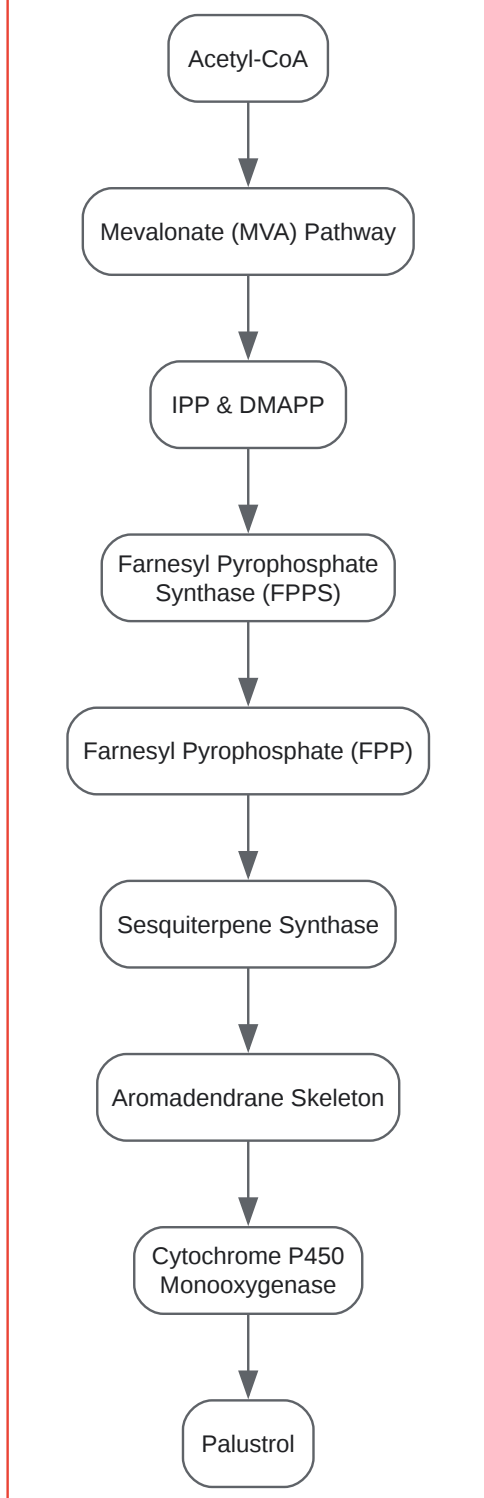 Acetyl-CoA
Mevalonate (MVA) Pathway
IPP & DMAPP
Farnesyl Pyrophosphate
Synthase (FPPS)
Farnesyl Pyrophosphate (FPP)
Sesquiterpene Synthase
Aromadendrane Skeleton
Cytochrome P450
Monooxygenase
Palustrol